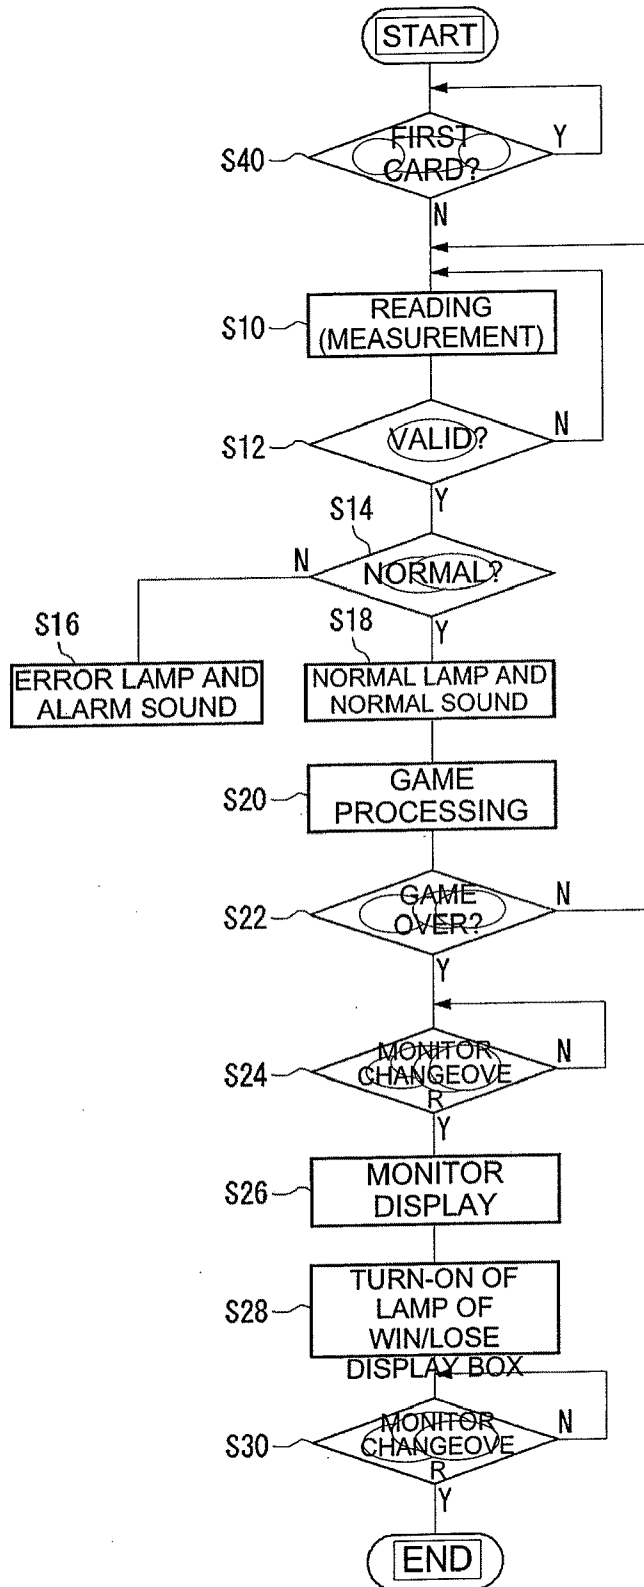 START
FIRST
CARD?
Y
S40
N
READING
(MEASUREMENT)
S10
VALID?
N
S12
Y
S14
N
NORMAL?
Y
S16
S18
ERROR LAMP AND
ALARM SOUND
NORMAL LAMP AND
NORMAL SOUND
GAME
PROCESSING
S20
GAME
OVER?
N
S22
Y
MONITOR
CHANGEOVE
R
N
S24
Y
MONITOR
DISPLAY
S26
TURN-ON OF
LAMP OF
WIN/LOSE
DISPLAY BOX
S28
MONITOR
CHANGEOVE
R
N
S30
Y
END